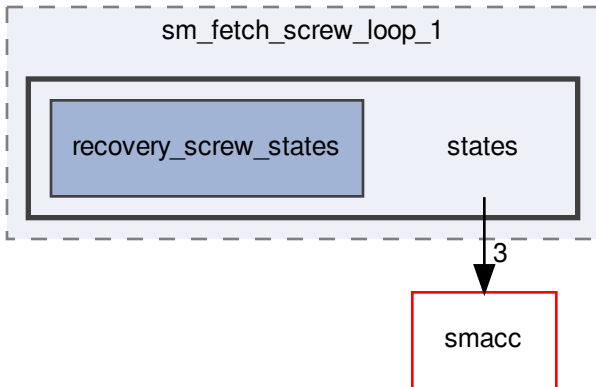 sm_fetch_screw_loop_1
recovery_screw_states
states
3
smacc